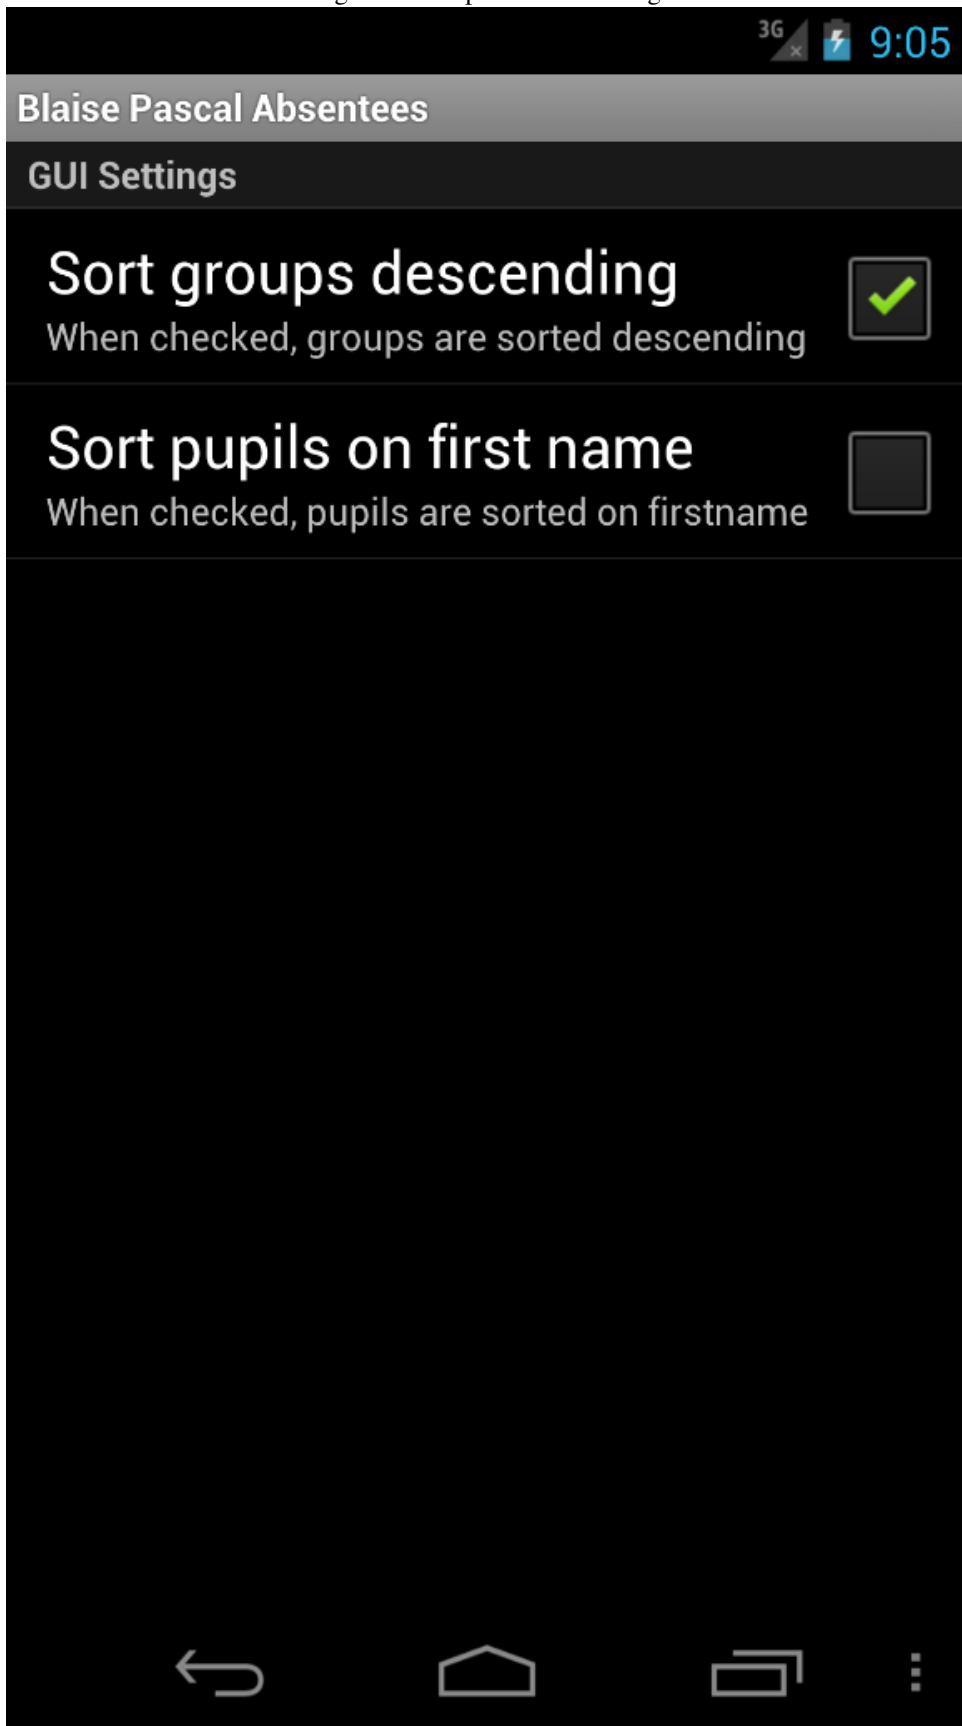 3G 9:05
Blaise Pascal Absentees
GUI Settings
Sort groups descending
When checked, groups are sorted descending
Sort pupils on first name
When checked, pupils are sorted on firstname